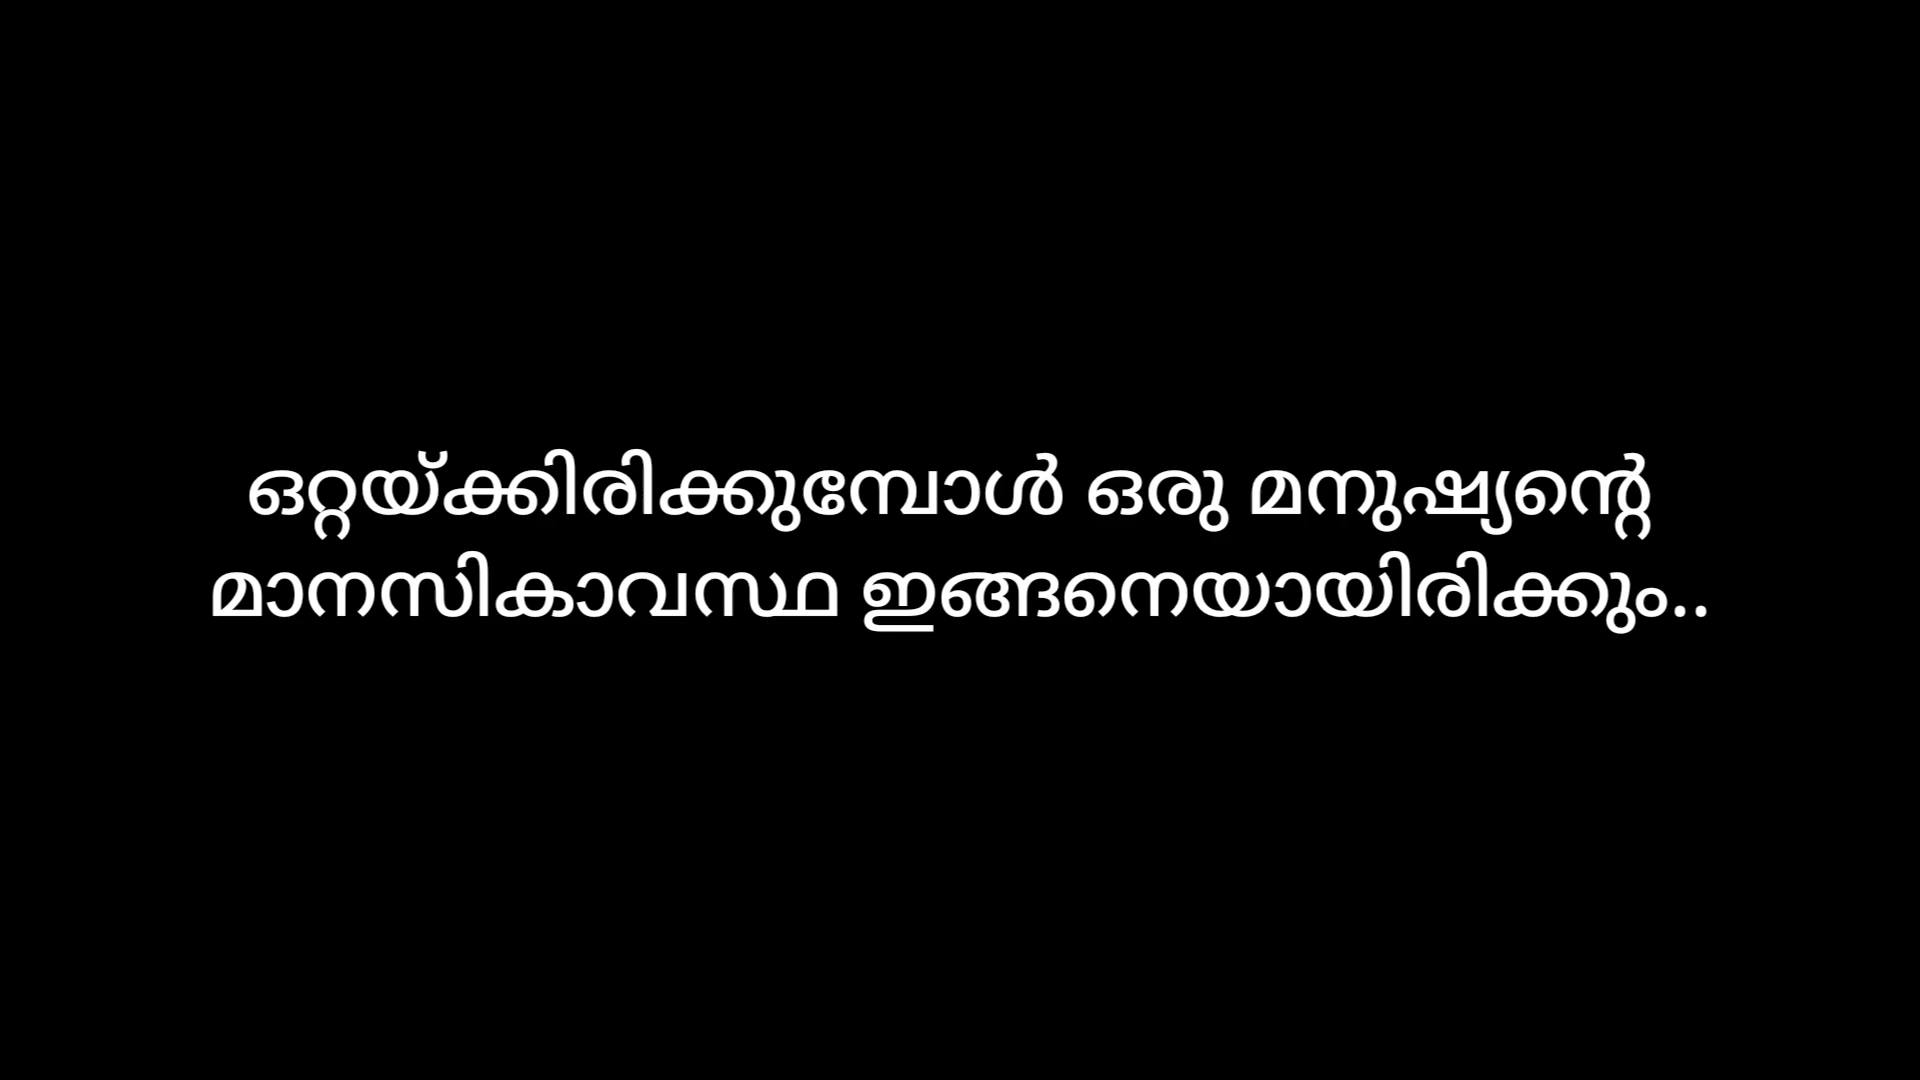 ഒറ്റയ്ക്കിരിക്കുമ്പോൾ ഒരു മനുഷ്യന്റെ
മാനസികാവസ്ഥ ഇങ്ങനെയായിരിക്കും..